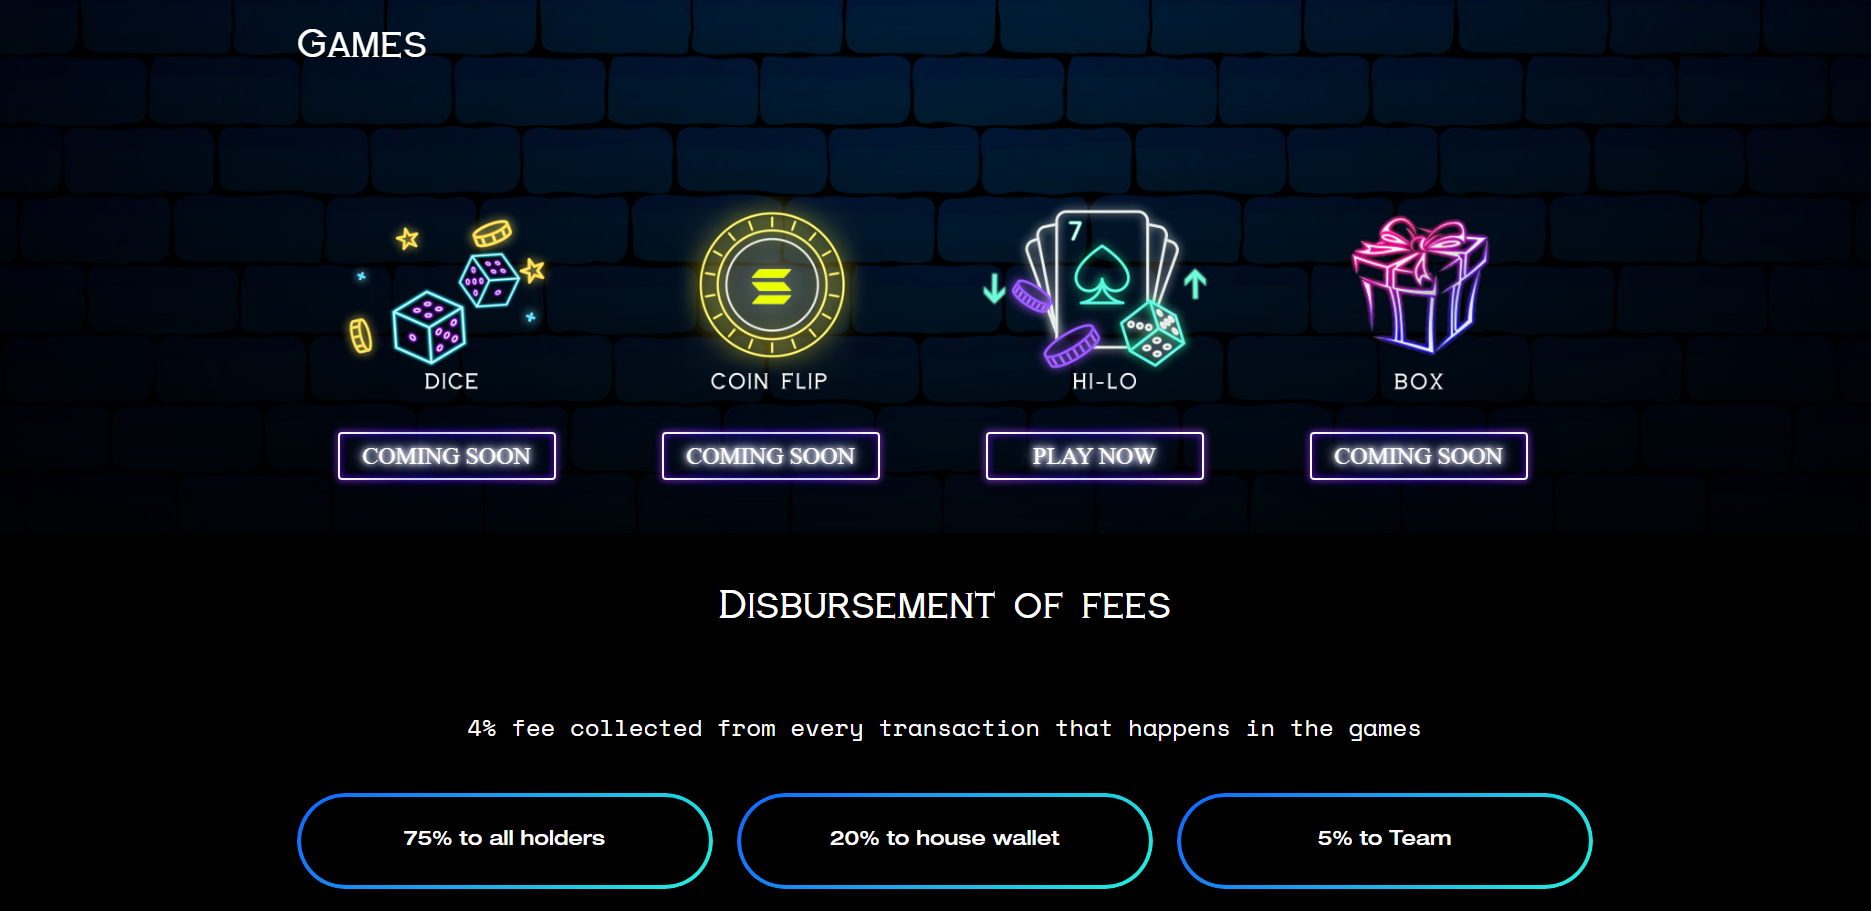 GAMES
7
DICE
COIN FLIP
HI-LO
BOX
COMING SOON
COMING SOON
PLAY NOW
COMING SOON
DISBURSEMENT OF FEES
4% fee collected from every transaction that happens in the games
75% to all holders
20% to house wallet
5% to Team